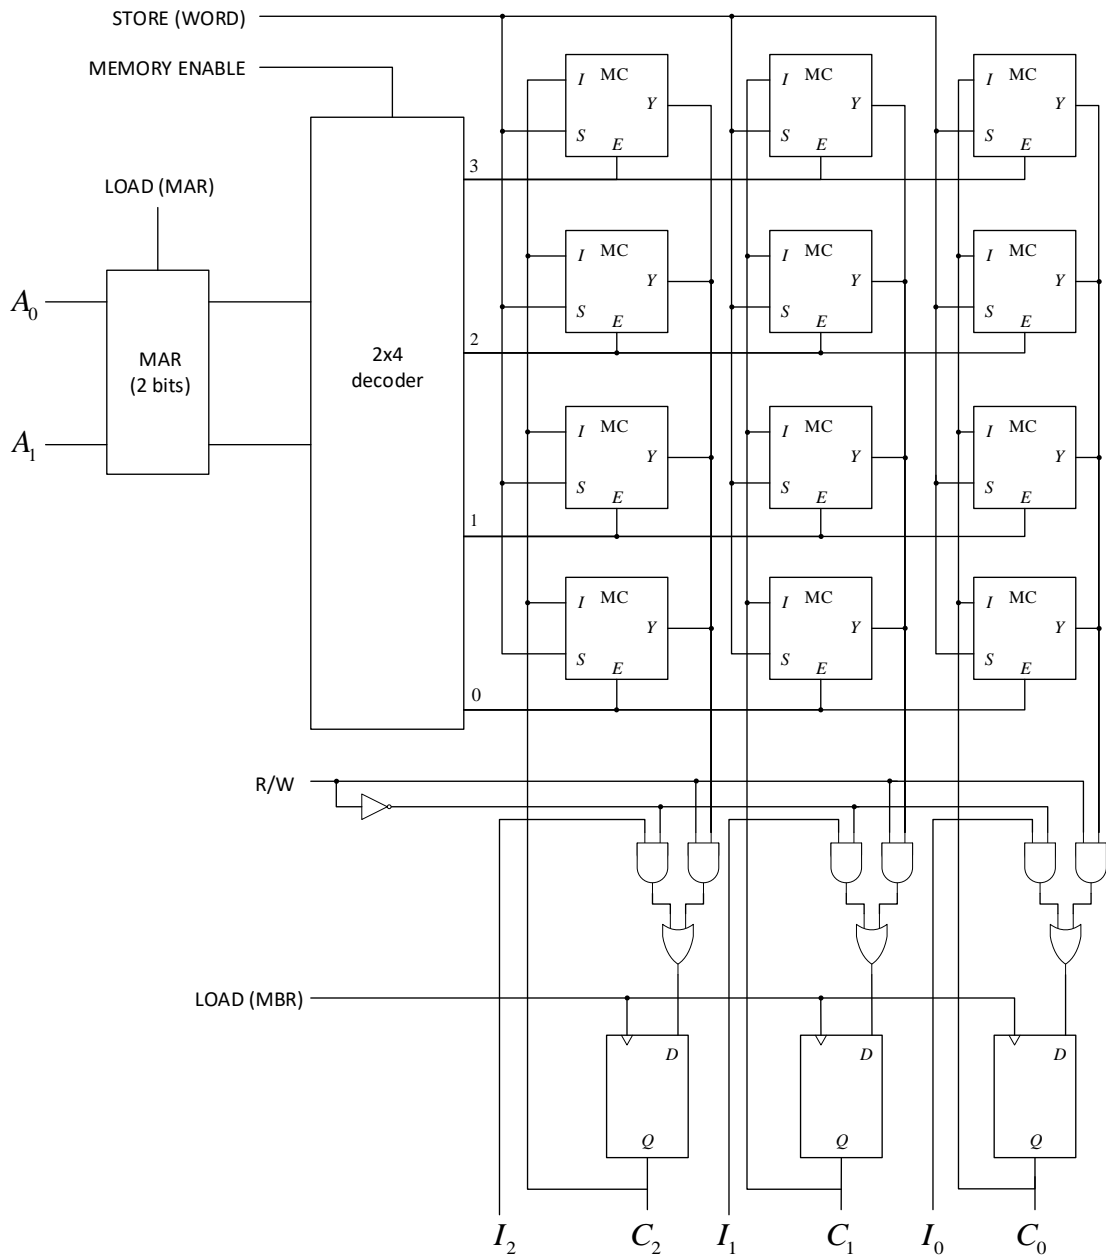 STORE (WORD)
MEMORY ENABLE
LOAD (MAR)
A0
A1
MAR
(2 bits)
2x4
decoder
3
2
1
0
I MC Y S E
I MC Y S E
I MC Y S E
I MC Y S E
I MC Y S E
I MC Y S E
I MC Y S E
I MC Y S E
I MC Y S E
I MC Y S E
I MC Y S E
I MC Y S E
R/W
LOAD (MBR)
D
Q
D
Q
D
Q
I2 C2 I1 C1 I0 C0